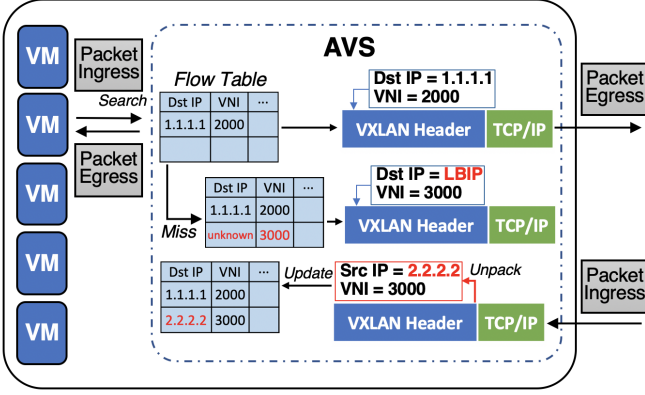 AVS
VM
VM
VM
VM
VM
Packet
Ingress
Search
Packet
Egress
Flow Table
Dst IP VNI ...
1.1.1.1 2000
Dst IP = 1.1.1.1
VNI = 2000
VXLAN Header TCP/IP
Packet
Egress
Miss
Dst IP VNI ...
1.1.1.1 2000
unknown 3000
Dst IP = LBIP
VNI = 3000
VXLAN Header TCP/IP
Dst IP VNI ...
1.1.1.1 2000
2.2.2.2 3000
Update
Src IP = 2.2.2.2
VNI = 3000
Unpack
VXLAN Header TCP/IP
Packet
Ingress